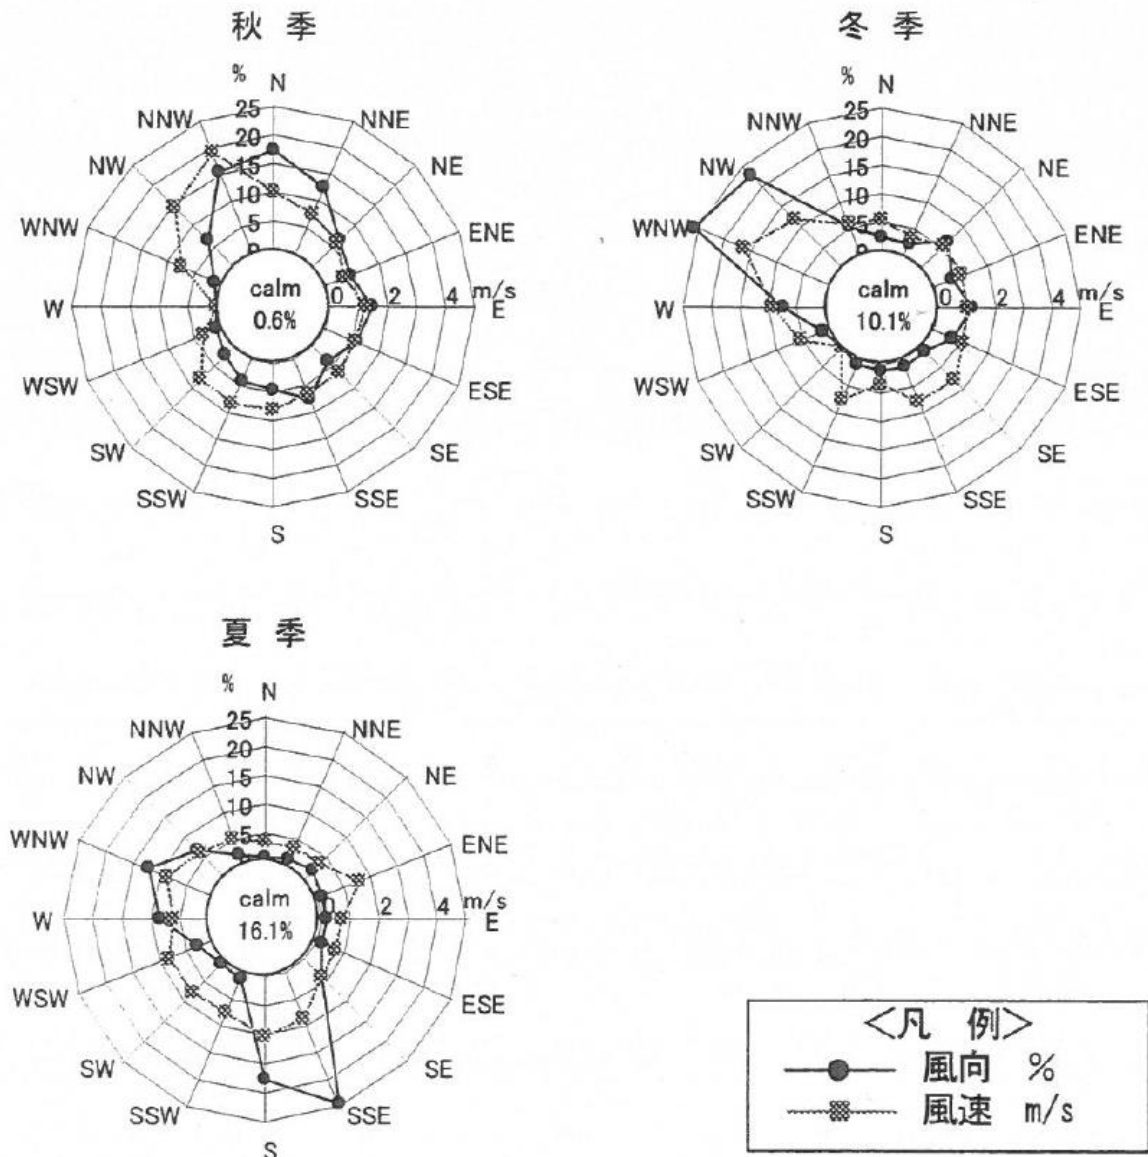 秋 季
%
N
NNW
NNE
NW
NE
WNW
ENE
W
E
WSW
ESE
SW
SE
SSW
SSE
S
25
20
15
10
5
0
calm
0.6%
0
2
4
m/s
冬 季
%
N
NNW
NNE
NW
NE
WNW
ENE
W
E
WSW
ESE
SW
SE
SSW
SSE
S
25
20
15
10
5
0
calm
10.1%
0
2
4
m/s
夏 季
%
N
NNW
NNE
NW
NE
WNW
ENE
W
E
WSW
ESE
SW
SE
SSW
SSE
S
25
20
15
10
5
calm
16.1%
2
4
m/s
<凡 例>
風向 %
風速 m/s